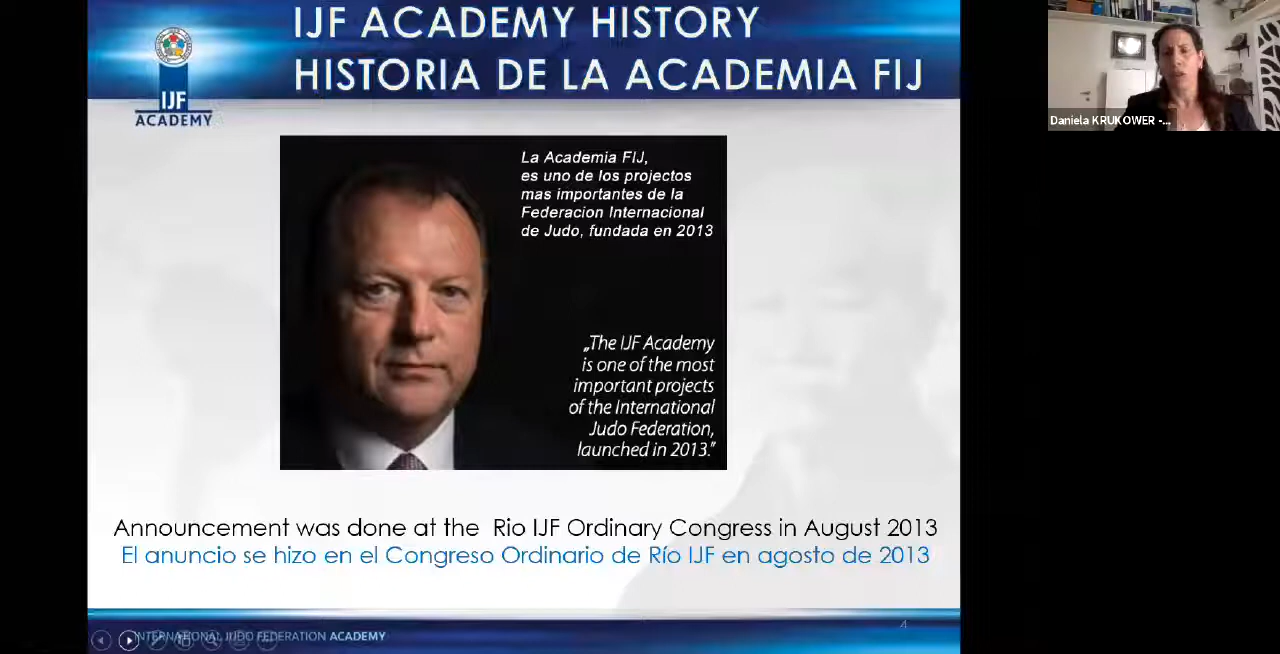 IJF ACADEMY HISTORY
HISTORIA DE LA ACADEMIA FIJ
IJF
ACADEMY
Daniela KRUKOWER -...
La Academia FIJ,
es uno de los projectos
mas importantes de la
Federacion Internacional
de Judo, fundada en 2013
„The IJF Academy
is one of the most
important projects
of the International
Judo Federation,
launched in 2013.”
Announcement was done at the Rio IJF Ordinary Congress in August 2013
El anuncio se hizo en el Congreso Ordinario de Río IJF en agosto de 2013
4
INTERNATIONAL JUDO FEDERATION ACADEMY